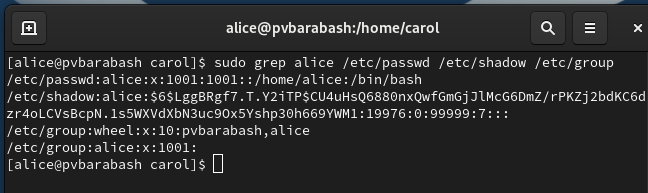 alice@pvbarabash:/home/carol
[alice@pvbarabash carol]$ sudo grep alice /etc/passwd /etc/shadow /etc/group
/etc/passwd:alice:x:1001:1001::/home/alice:/bin/bash
/etc/shadow:alice:$6$LggBRgf7.T.Y2iTP$CU4uHsQ6880nxQwfGmGjJlMcG6DmZ/rPKZj2bdKC6d
zr4oLCVsBcpN.1s5WXVdXbN3uc9Ox5Yshp30h669YWM1:19976:0:99999:7:::
/etc/group:wheel:x:10:pvbarabash,alice
/etc/group:alice:x:1001:
[alice@pvbarabash carol]$